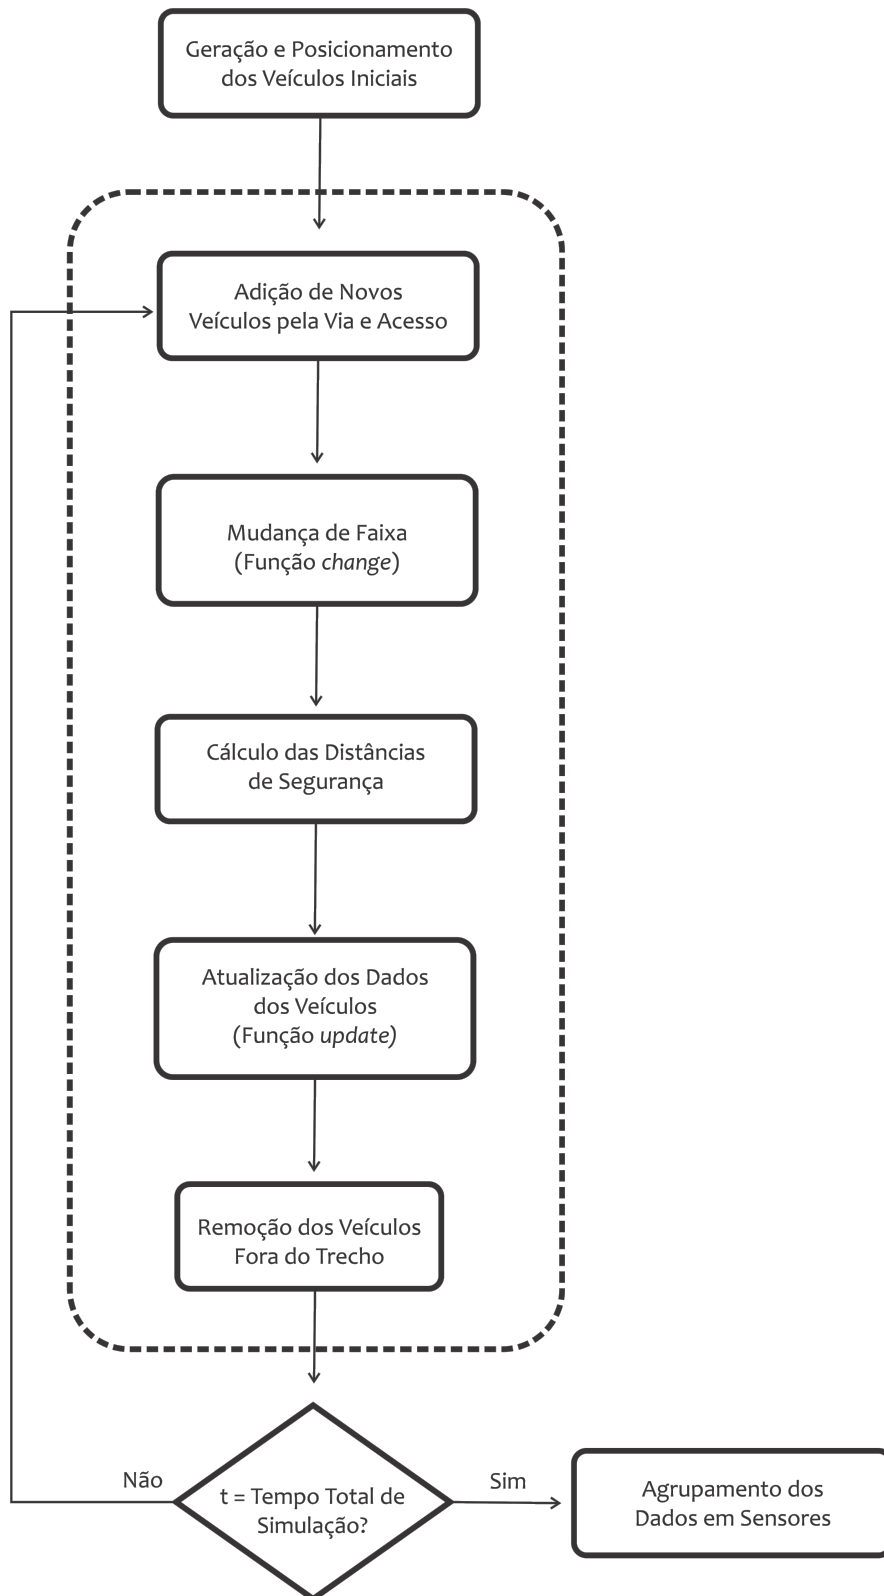 Geração e Posicionamento
dos Veículos Iniciais
Adição de Novos
Veículos pela Via e Acesso
Mudança de Faixa
(Função change)
Cálculo das Distâncias
de Segurança
Atualização dos Dados
dos Veículos
(Função update)
Remoção dos Veículos
Fora do Trecho
Não
t = Tempo Total de
Simulação?
Sim
Agrupamento dos
Dados em Sensores